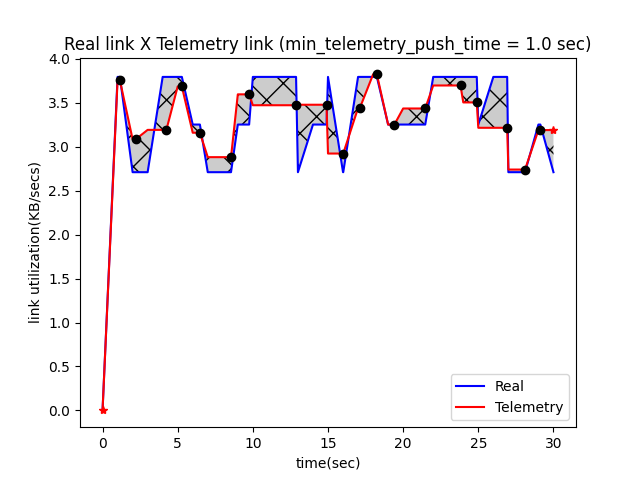 Real link X Telemetry link (min_telemetry_push_time = 1.0 sec)
4.0
3.5
3.0
2.5
2.0
1.5
1.0
0.5
0.0
link utilization(KB/secs)
0 5 10 15 20 25 30
time(sec)
Real
Telemetry